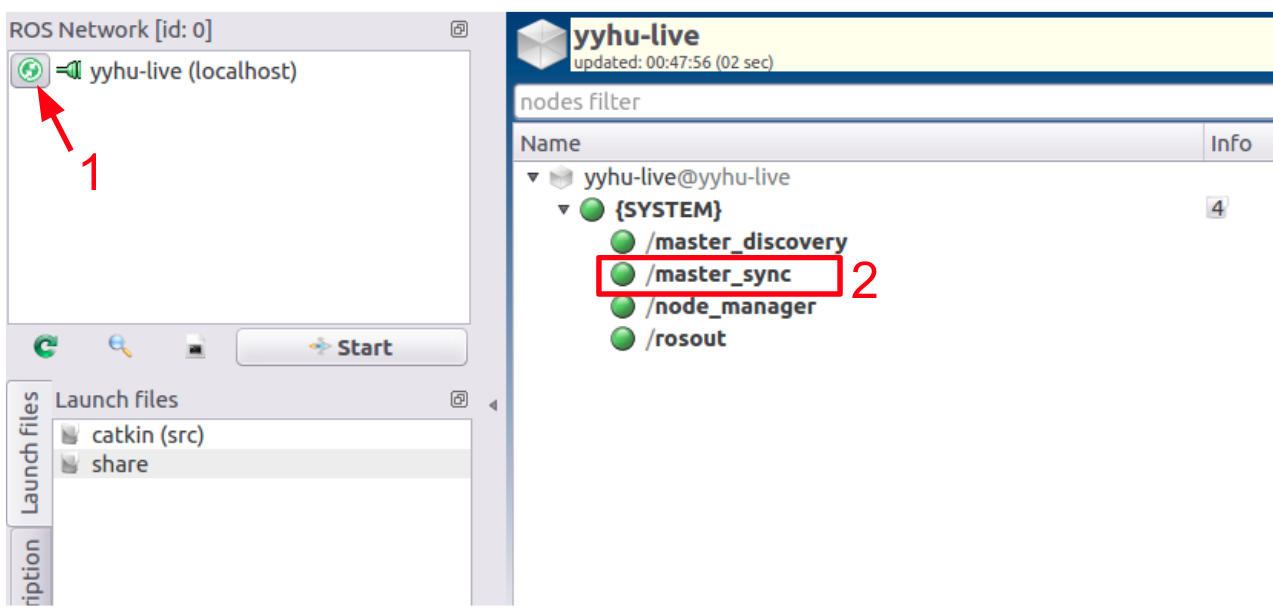 ROS Network [id: 0]
yyhu-live (localhost)
1
Start
Launch files
Launch files
catkin (src)
share
yyhu-live
updated: 00:47:56 (02 sec)
nodes filter
Name
Info
yyhu-live@yyhu-live
{SYSTEM}
4
/master_discovery
/master_sync
2
/node_manager
/rosout